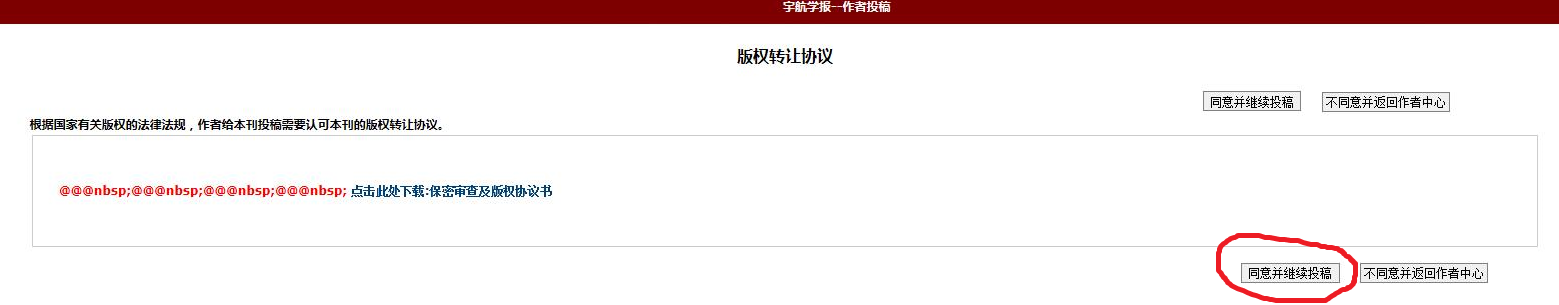 宇航学报--作者投稿
版权转让协议
同意并继续投稿 不同意并返回作者中心
根据国家有关版权的法律法规，作者给本刊投稿需要认可本刊的版权转让协议。
@@@nbsp;@@@nbsp;@@@nbsp;@@@nbsp; 点击此处下载:保密审查及版权协议书
同意并继续投稿 不同意并返回作者中心